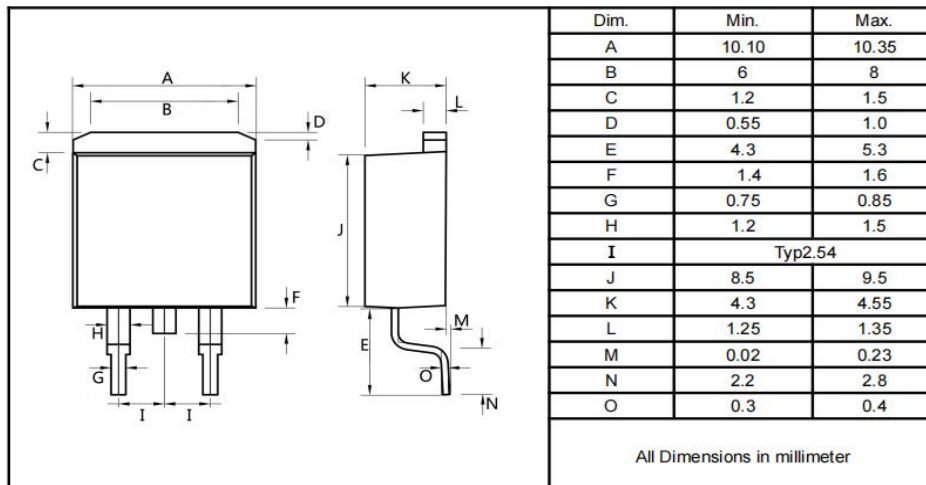 A
B
D
C
J
F
H
G
I I
K
L
E
M
O
N
Dim. Min. Max.
A 10.10 10.35
B 6 8
C 1.2 1.5
D 0.55 1.0
E 4.3 5.3
F 1.4 1.6
G 0.75 0.85
H 1.2 1.5
I Typ2.54
J 8.5 9.5
K 4.3 4.55
L 1.25 1.35
M 0.02 0.23
N 2.2 2.8
O 0.3 0.4
All Dimensions in millimeter